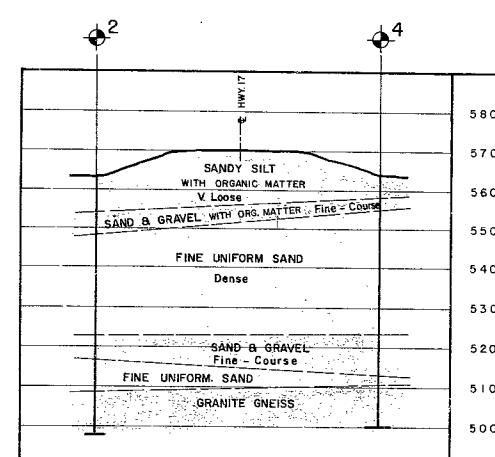 2
4
℄ HWY. 17
580
570
SANDY SILT
WITH ORGANIC MATTER
V. Loose
560
SAND & GRAVEL WITH ORG. MATTER Fine - Course
550
FINE UNIFORM SAND
Dense
540
530
SAND & GRAVEL
Fine - Course
520
FINE UNIFORM SAND
510
GRANITE GNEISS
500